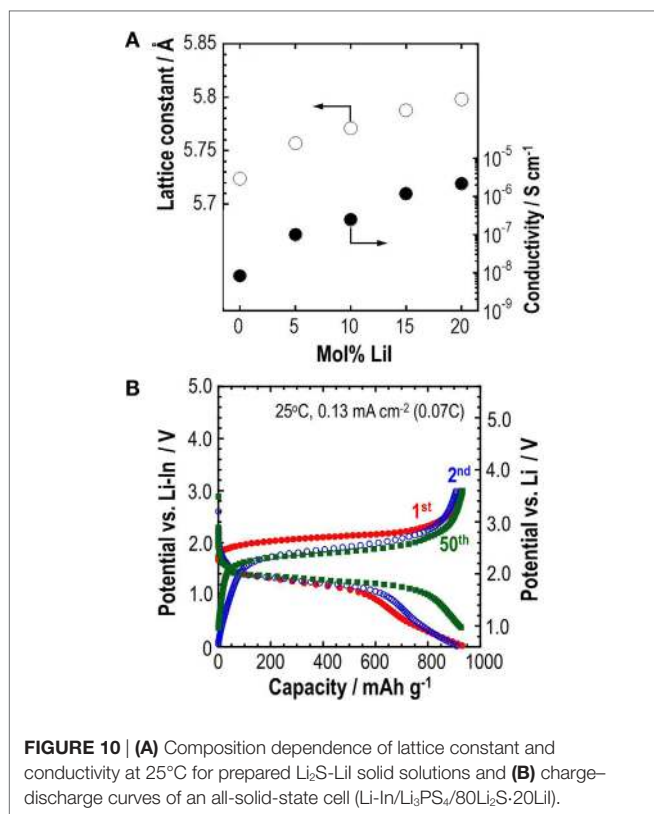 A
Lattice constant / Å
5.85
5.8
5.75
5.7
10⁻⁵
10⁻⁶
10⁻⁷
10⁻⁸
10⁻⁹
Conductivity / S cm⁻¹
0 5 10 15 20
Mol% LiI
B
Potential vs. Li-In / V
5.0
4.0
3.0
2.0
1.0
0
25°C, 0.13 mA cm⁻² (0.07C)
2ⁿᵈ
1ˢᵗ
50ᵗʰ
5.0
4.0
3.0
2.0
1.0
Potential vs. Li / V
0 200 400 600 800 1000
Capacity / mAh g⁻¹
FIGURE 10 | (A) Composition dependence of lattice constant and
conductivity at 25°C for prepared Li₂S-LiI solid solutions and (B) charge–
discharge curves of an all-solid-state cell (Li-In/Li₃PS₄/80Li₂S·20LiI).